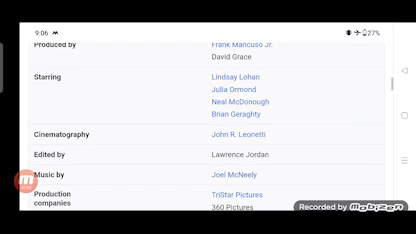 9:06 M 27%
Produced by Frank Mancuso Jr.
David Grace
Starring Lindsay Lohan
Julia Ormond
Neal McDonough
Brian Geraghty
Cinematography John R. Leonetti
Edited by Lawrence Jordan
Music by Joel McNeely
Production TriStar Pictures
companies 360 Pictures
Recorded by Mobizen